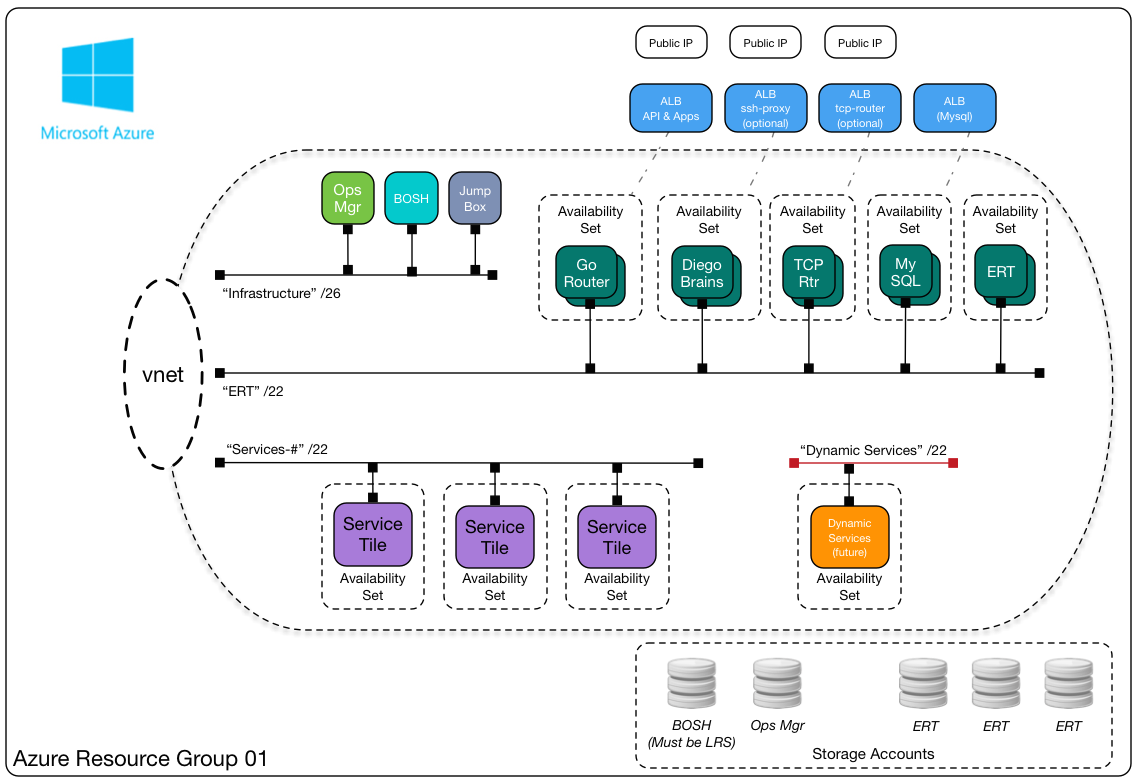 Microsoft Azure
Public IP
Public IP
Public IP
ALB
API & Apps
ALB
ssh-proxy
(optional)
ALB
tcp-router
(optional)
ALB
(Mysql)
Ops
Mgr
BOSH
Jump
Box
“Infrastructure” /26
Availability
Set
Go
Router
Availability
Set
Diego
Brains
Availability
Set
TCP
Rtr
Availability
Set
My
SQL
Availability
Set
ERT
vnet
“ERT” /22
“Services-#” /22
Service
Tile
Availability
Set
Service
Tile
Availability
Set
Service
Tile
Availability
Set
“Dynamic Services” /22
Dynamic
Services
(future)
Availability
Set
BOSH
(Must be LRS)
Ops Mgr
ERT
ERT
ERT
Storage Accounts
Azure Resource Group 01